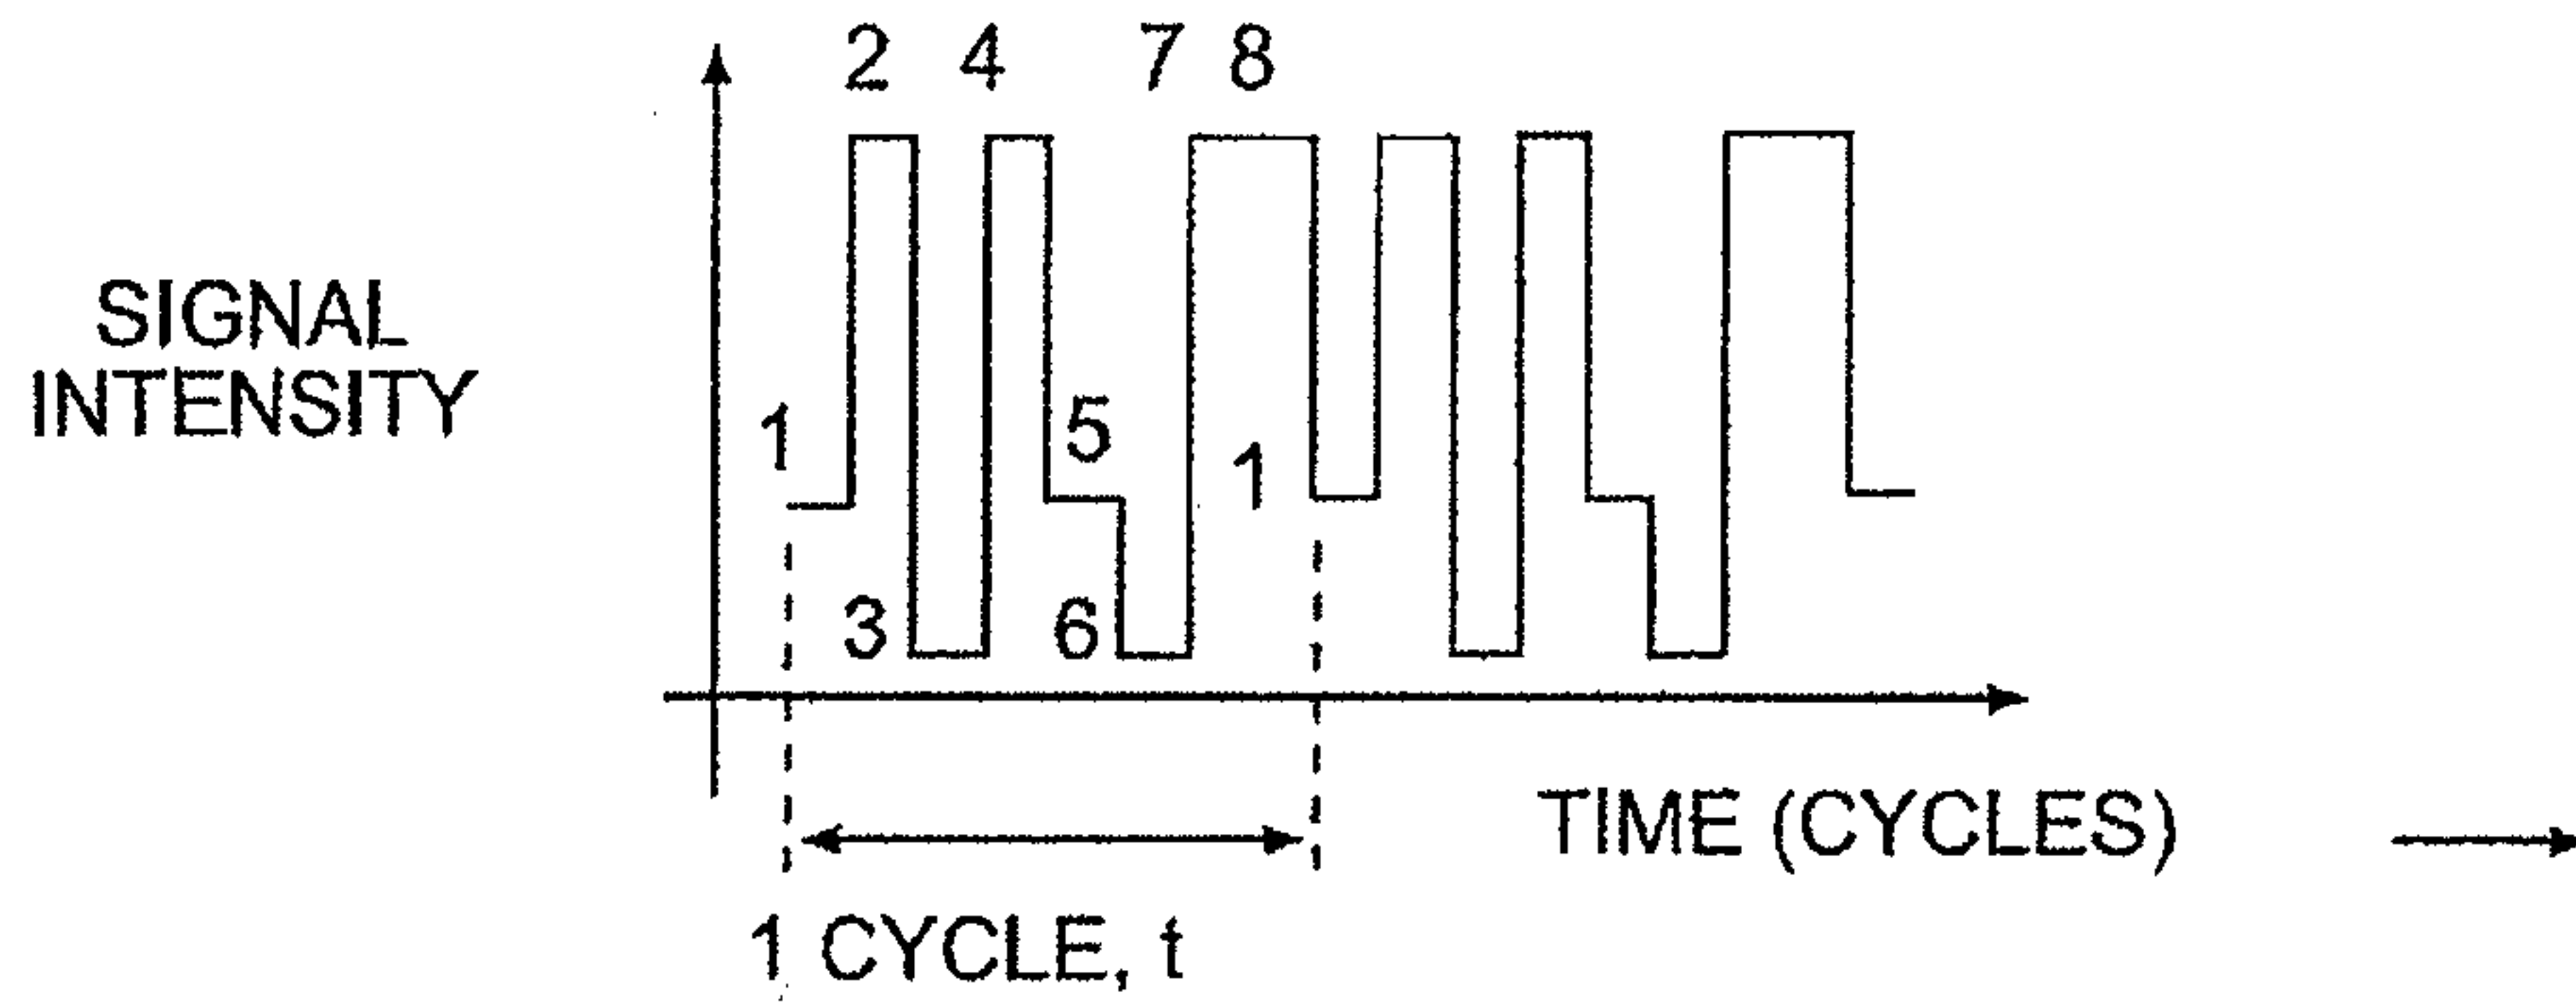 2 4 7 8
SIGNAL
INTENSITY
1 5 1
3 6
TIME (CYCLES)
1 CYCLE, t